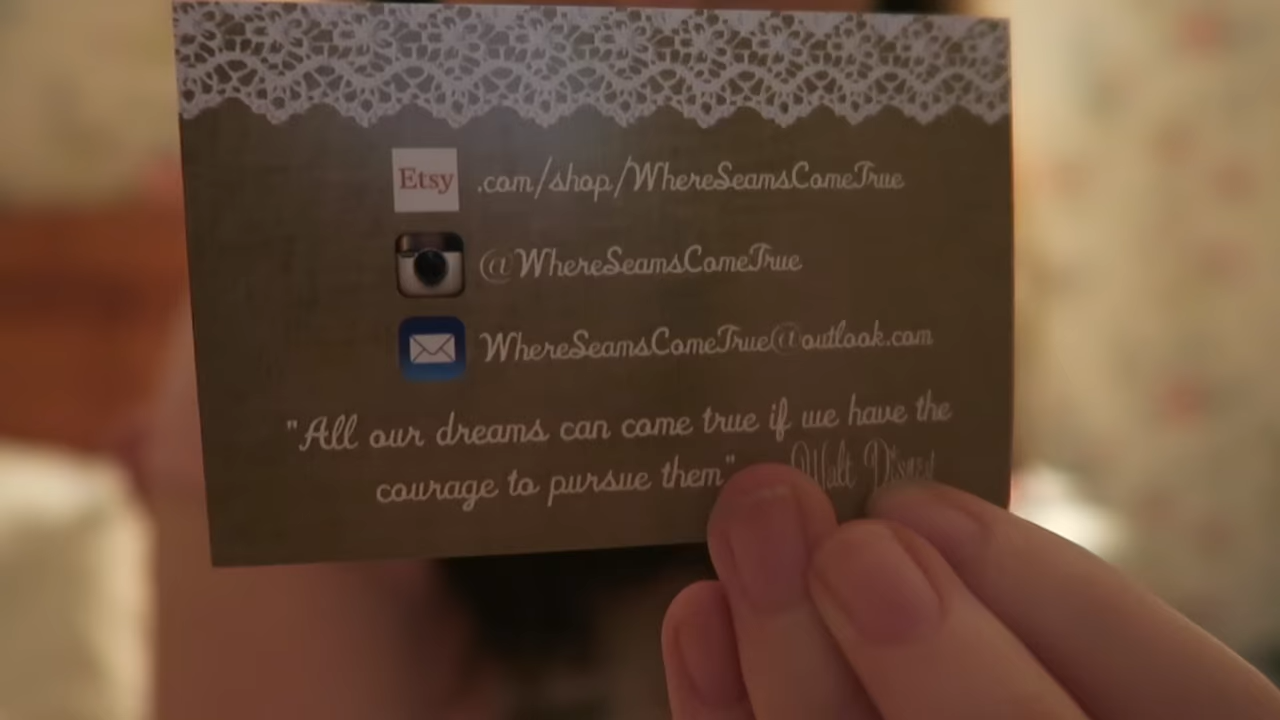 Etsy .com/shop/WhereSeamsComeTrue
@WhereSeamsComeTrue
WhereSeamsComeTrue@outlook.com
"All our dreams can come true if we have the
courage to pursue them" Walt Disney